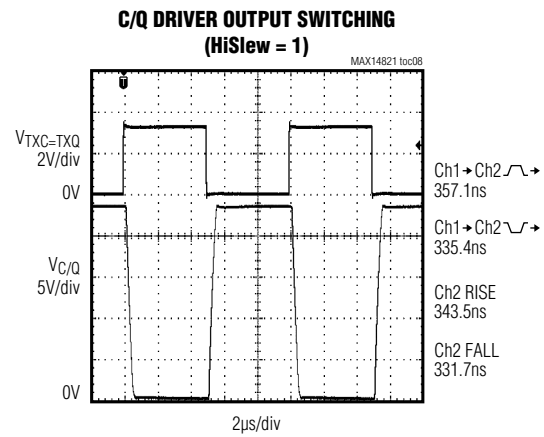 C/Q DRIVER OUTPUT SWITCHING
(HiSlew = 1)
MAX14821 toc08
T
VTXC=TXQ
2V/div
0V
VC/Q
5V/div
0V
Ch1➔Ch2
357.1ns
Ch1➔Ch2
335.4ns
Ch2 RISE
343.5ns
Ch2 FALL
331.7ns
2µs/div